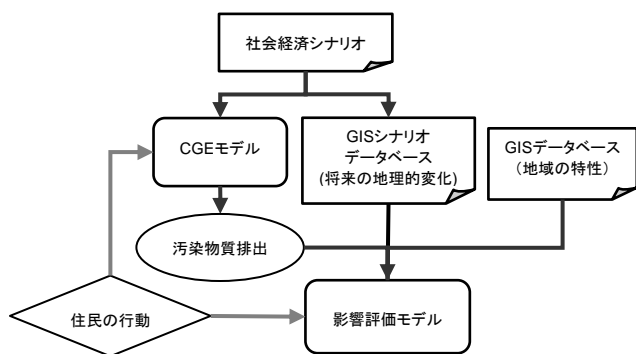 社会経済シナリオ
CGEモデル
GISシナリオ
データベース
(将来の地理的変化)
GISデータベース
（地域の特性）
汚染物質排出
住民の行動
影響評価モデル